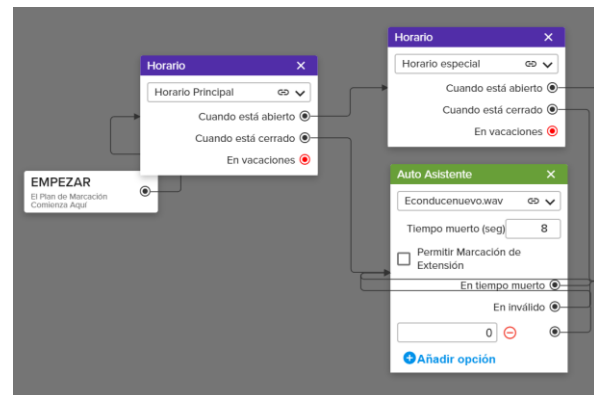 Horario
Horario Principal
Cuando está abierto
Cuando está cerrado
En vacaciones
EMPEZAR
El Plan de Marcación
Comienza Aquí
Horario
Horario especial
Cuando está abierto
Cuando está cerrado
En vacaciones
Auto Asistente
Econducenuevo.wav
Tiempo muerto (seg) 8
Permitir Marcación de
Extensión
En tiempo muerto
En inválido
0
Añadir opción